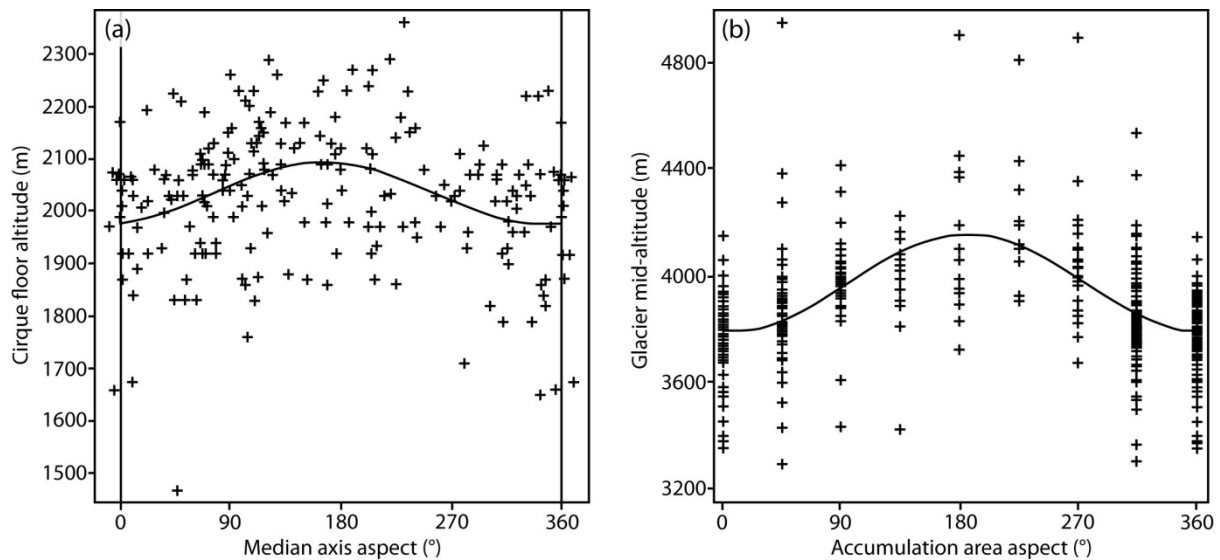 (a)
Cirque floor altitude (m)
2300
2200
2100
2000
1900
1800
1700
1600
1500
0 90 180 270 360
Median axis aspect (°)
(b)
Glacier mid-altitude (m)
4800
4400
4000
3600
3200
0 90 180 270 360
Accumulation area aspect (°)